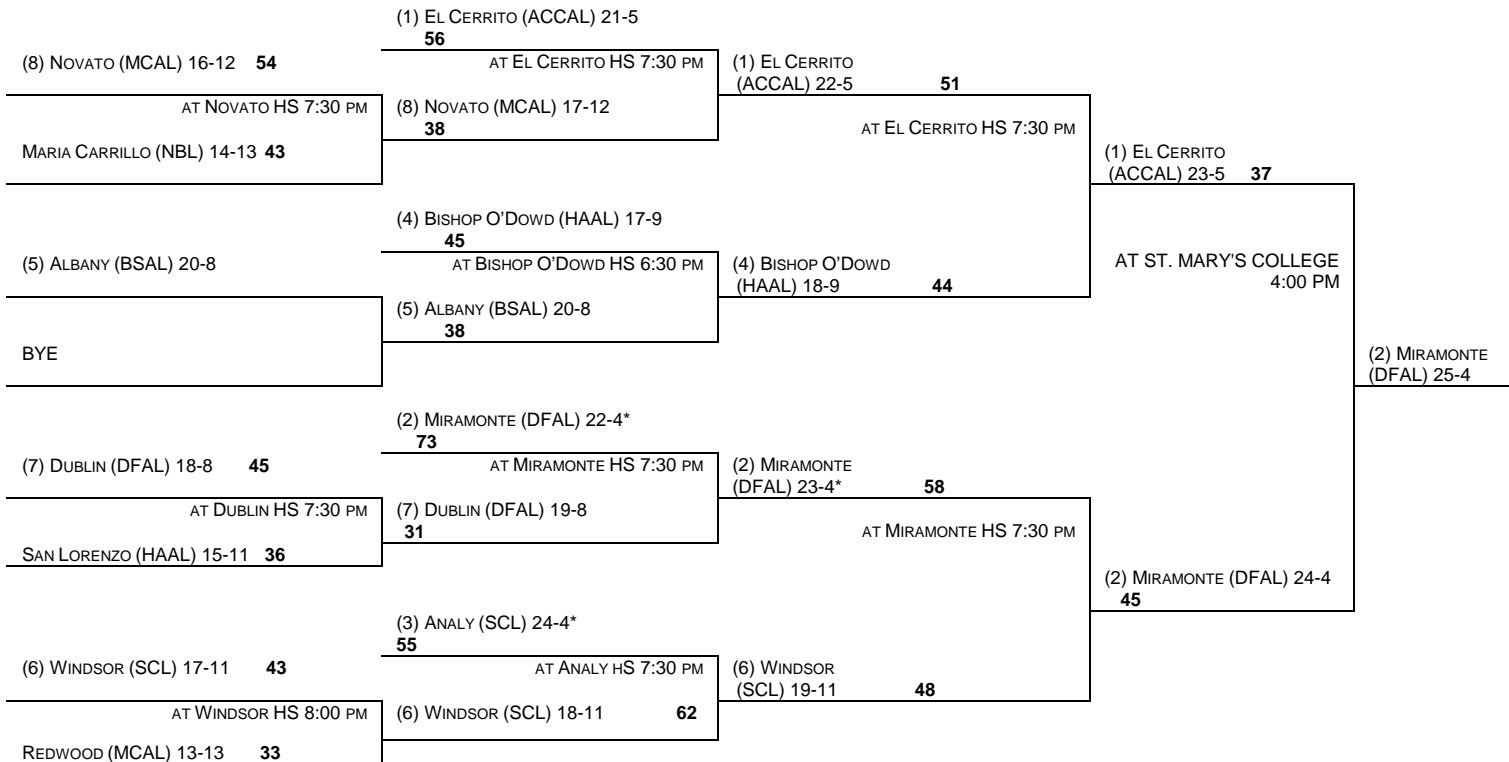 (1) El Cerrito (ACCAL) 21-5
56
(8) Novato (MCAL) 16-12 54
at El Cerrito HS 7:30 pm
(1) El Cerrito
(ACCAL) 22-5 51
at Novato HS 7:30 pm
(8) Novato (MCAL) 17-12
38
at El Cerrito HS 7:30 pm
Maria Carrillo (NBL) 14-13 43
(1) El Cerrito
(ACCAL) 23-5 37
(4) Bishop O'Dowd (HAAL) 17-9
45
(5) Albany (BSAL) 20-8
at Bishop O'Dowd HS 6:30 pm
(4) Bishop O'Dowd
(HAAL) 18-9 44
AT ST. MARY'S COLLEGE
4:00 PM
(5) Albany (BSAL) 20-8
38
BYE
(2) Miramonte
(DFAL) 25-4
(2) Miramonte (DFAL) 22-4*
73
(7) Dublin (DFAL) 18-8 45
at Miramonte HS 7:30 pm
(2) Miramonte
(DFAL) 23-4* 58
at Dublin HS 7:30 pm
(7) Dublin (DFAL) 19-8
31
at Miramonte HS 7:30 pm
San Lorenzo (HAAL) 15-11 36
(2) Miramonte (DFAL) 24-4
45
(3) Analy (SCL) 24-4*
55
(6) Windsor (SCL) 17-11 43
at Analy hS 7:30 pm
(6) Windsor
(SCL) 19-11 48
at Windsor HS 8:00 pm
(6) Windsor (SCL) 18-11 62
Redwood (MCAL) 13-13 33